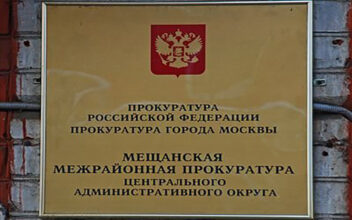 ПРОКУРАТУРА
РОССИЙСКОЙ ФЕДЕРАЦИИ
ПРОКУРАТУРА ГОРОДА МОСКВЫ
МЕЩАНСКАЯ
МЕЖРАЙОННАЯ ПРОКУРАТУРА
ЦЕНТРАЛЬНОГО
АДМИНИСТРАТИВНОГО ОКРУГА